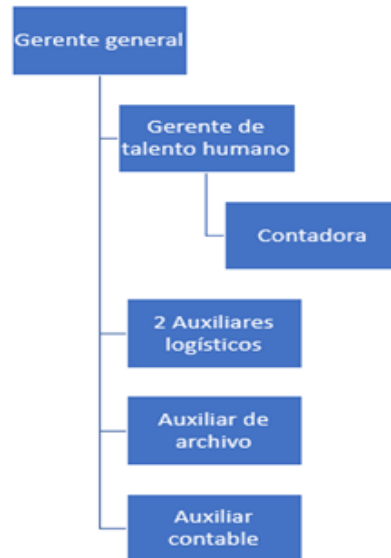 Gerente general
Gerente de
talento humano
Contadora
2 Auxiliares
logísticos
Auxiliar de
archivo
Auxiliar
contable